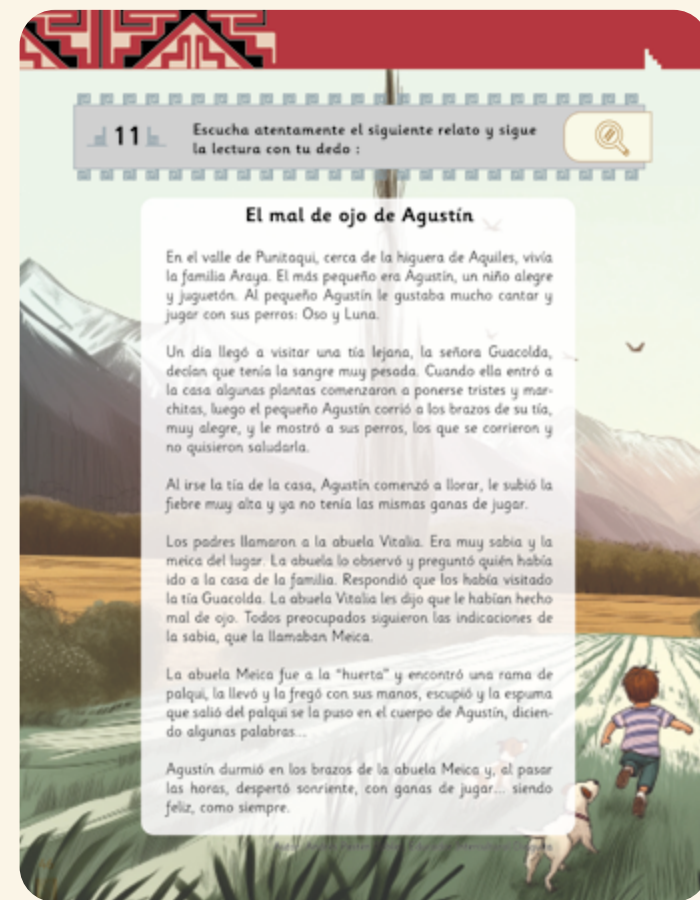 11
Escucha atentamente el siguiente relato y sigue
la lectura con tu dedo :
El mal de ojo de Agustín
En el valle de Punitaqui, cerca de la higuera de Aquiles, vivía
la familia Araya. El más pequeño era Agustín, un niño alegre
y juguetón. Al pequeño Agustín le gustaba mucho cantar y
jugar con sus perros: Oso y Luna.
Un día llegó a visitar una tía lejana, la señora Guacolda,
decían que tenía la sangre muy pesada. Cuando ella entró a
la casa algunas plantas comenzaron a ponerse tristes y mar-
chitas, luego el pequeño Agustín corrió a los brazos de su tía,
muy alegre, y le mostró a sus perros, los que se corrieron y
no quisieron saludarla.
Al irse la tía de la casa, Agustín comenzó a llorar, le subió la
fiebre muy alta y ya no tenía las mismas ganas de jugar.
Los padres llamaron a la abuela Vitalia. Era muy sabia y la
meica del lugar. La abuela lo observó y preguntó quién había
ido a la casa de la familia. Respondió que los había visitado
la tía Guacolda. La abuela Vitalia les dijo que le habían hecho
mal de ojo. Todos preocupados siguieron las indicaciones de
la sabia, que la llamaban Meica.
La abuela Meica fue a la "huerta" y encontró una rama de
palqui, la llevó y la fregó con sus manos, escupió y la espuma
que salió del palqui se la puso en el cuerpo de Agustín, dicien-
do algunas palabras...
Agustín durmió en los brazos de la abuela Meica y, al pasar
las horas, despertó sonriente, con ganas de jugar... siendo
feliz, como siempre.